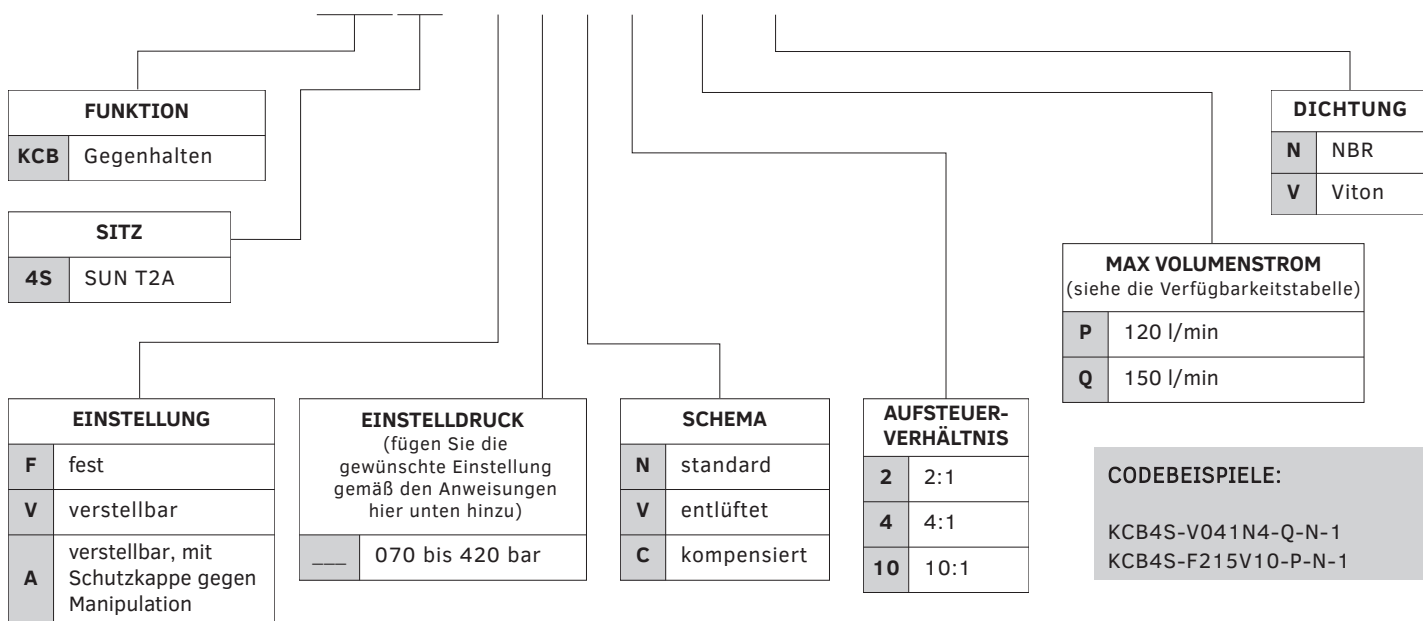 FUNKTION
KCB Gegenhalten
SITZ
4S SUN T2A
DICHTUNG
N NBR
V Viton
MAX VOLUMENSTROM
(siehe die Verfügbarkeitstabelle)
P 120 l/min
Q 150 l/min
EINSTELLUNG
F fest
V verstellbar
A verstellbar, mit
Schutzkappe gegen
Manipulation
EINSTELLDRUCK
(fügen Sie die
gewünschte Einstellung
gemäß den Anweisungen
hier unten hinzu)
___ 070 bis 420 bar
SCHEMA
N standard
V entlüftet
C kompensiert
AUFSTEUER-
VERHÄLTNIS
2 2:1
4 4:1
10 10:1
CODEBEISPIELE:
KCB4S-V041N4-Q-N-1
KCB4S-F215V10-P-N-1